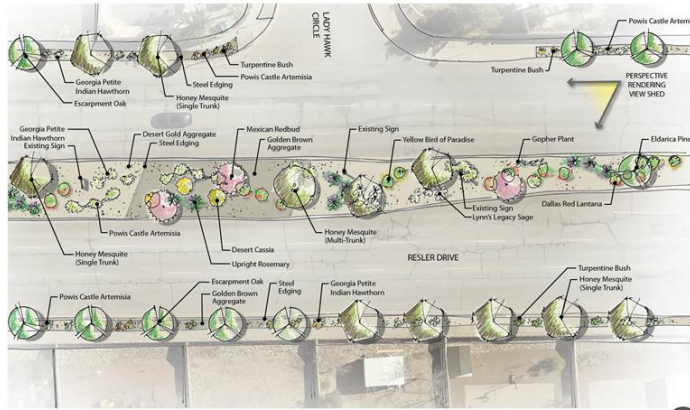 LADY HAWK
CIRCLE
Powis Castle Artem
Turpentine Bush
Powis Castle Artemisia
Steel Edging
Georgia Petite
Indian Hawthorn
Honey Mesquite
(Single Trunk)
Escarpment Oak
Turpentine Bush
PERSPECTIVE
RENDERING
VIEW SHED
Georgia Petite
Indian Hawthorn
Existing Sign
Desert Gold Aggregate
Steel Edging
Mexican Redbud
Golden Brown
Aggregate
Existing Sign
Yellow Bird of Paradise
Gopher Plant
Eldarica Pine
Dallas Red Lantana
Existing Sign
Lynn's Legacy Sage
Powis Castle Artemisia
Honey Mesquite
(Single Trunk)
Honey Mesquite
(Multi-Trunk)
Desert Cassia
Upright Rosemary
RESLER DRIVE
Powis Castle Artemisia
Escarpment Oak
Golden Brown
Aggregate
Steel
Edging
Georgia Petite
Indian Hawthorn
Turpentine Bush
Honey Mesquite
(Single Trunk)